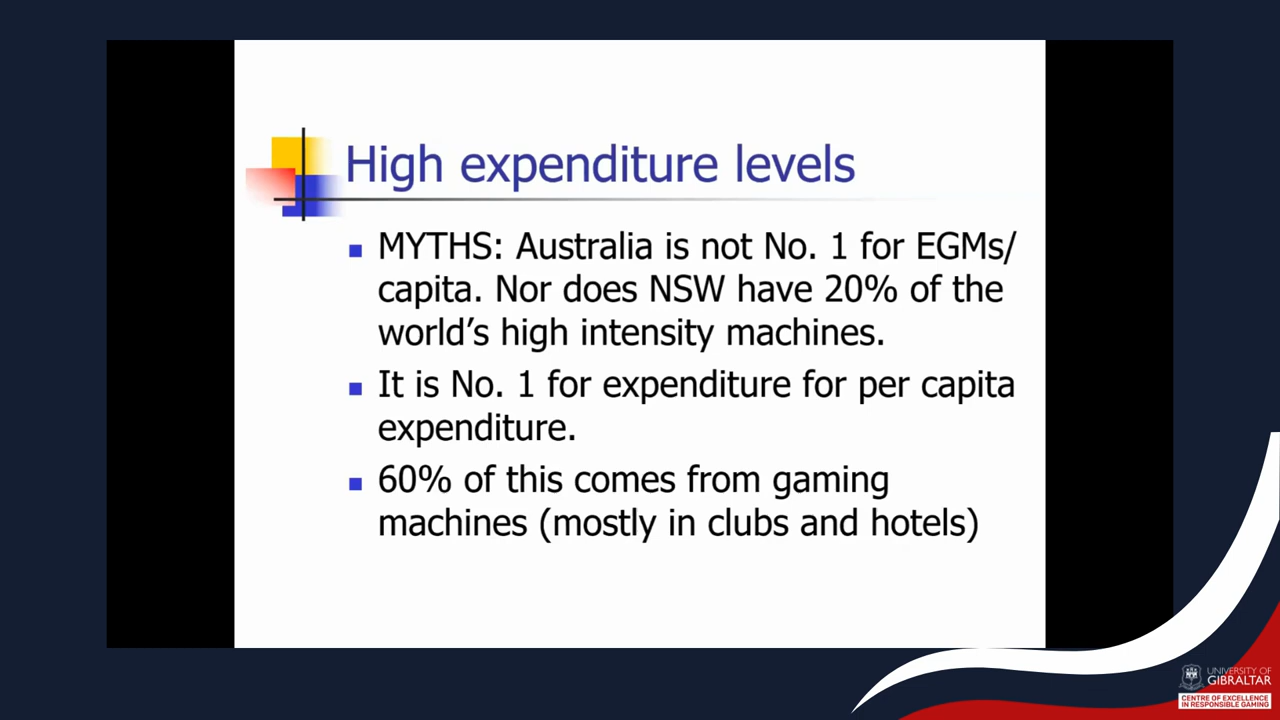 High expenditure levels
MYTHS: Australia is not No. 1 for EGMs/
capita. Nor does NSW have 20% of the
world's high intensity machines.
It is No. 1 for expenditure for per capita
expenditure.
60% of this comes from gaming
machines (mostly in clubs and hotels)
UNIVERSITY OF
GIBRALTAR
CENTRE OF EXCELLENCE
IN RESPONSIBLE GAMING